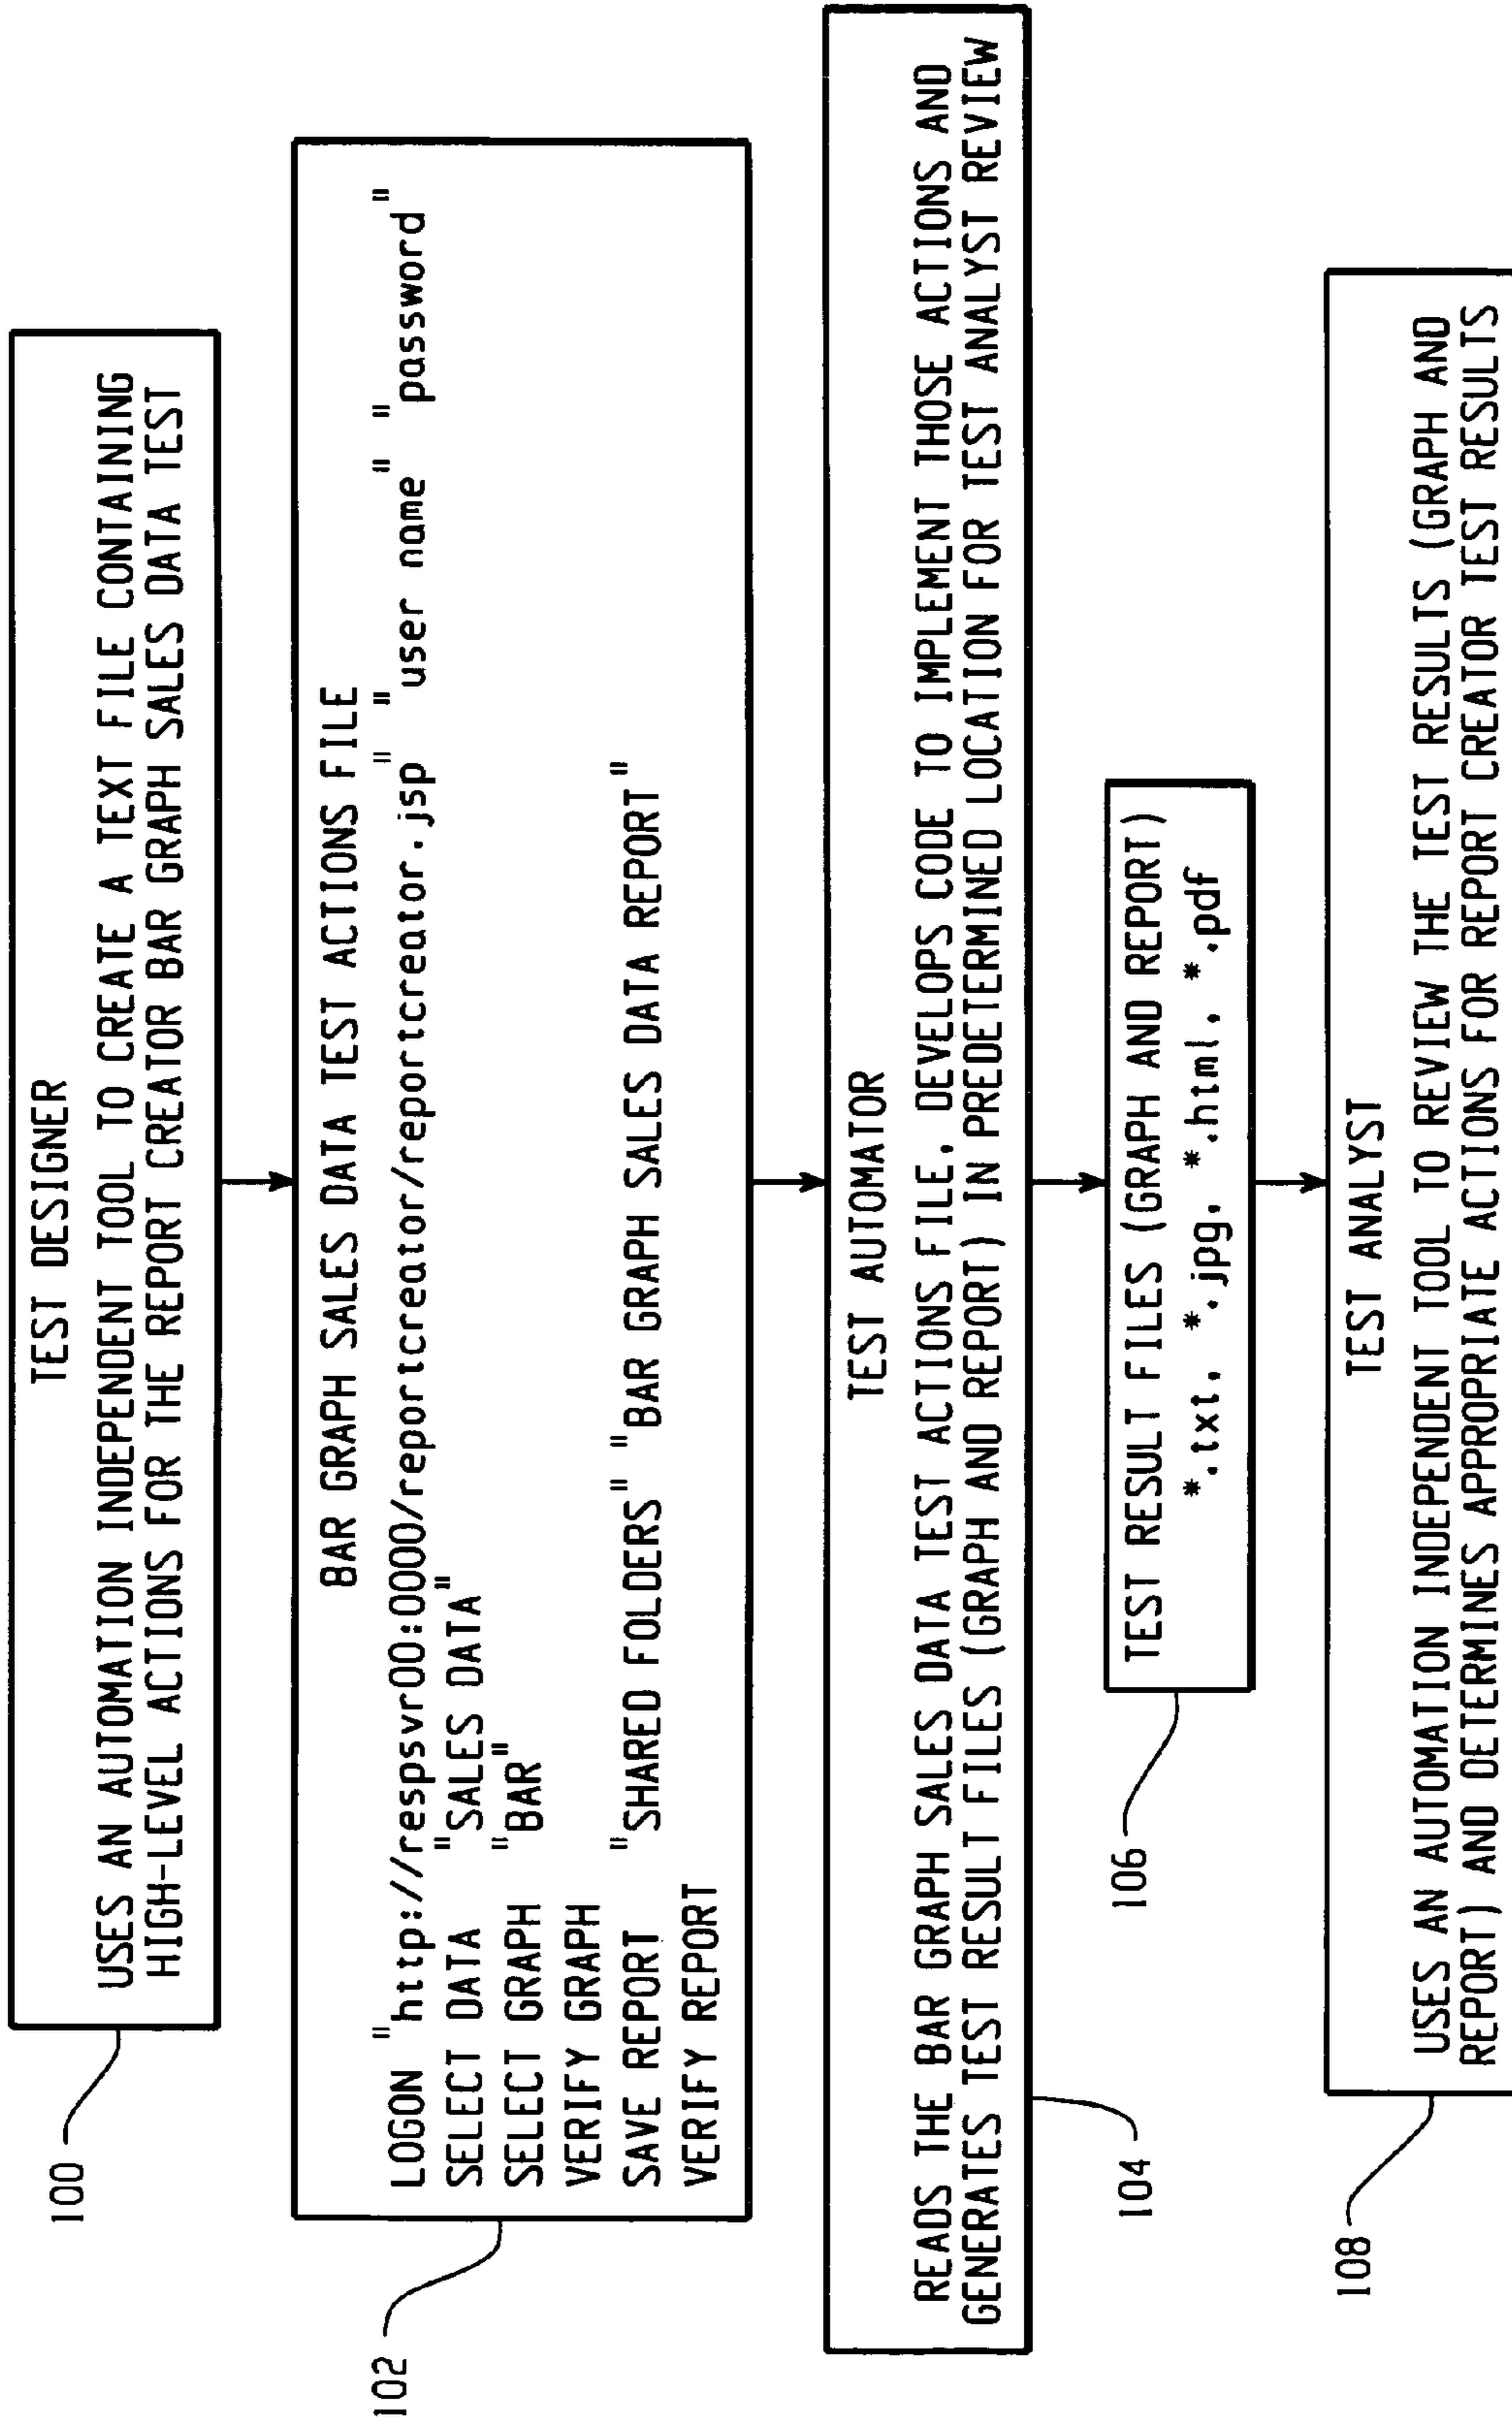 TEST DESIGNER
USES AN AUTOMATION INDEPENDENT TOOL TO CREATE A TEXT FILE CONTAINING
HIGH-LEVEL ACTIONS FOR THE REPORT CREATOR BAR GRAPH SALES DATA TEST
100
BAR GRAPH SALES DATA TEST ACTIONS FILE
LOGON "http://respsvr00:0000/reportcreator/reportcreator.jsp" "user name" "password"
SELECT DATA "SALES DATA"
SELECT GRAPH "BAR"
VERIFY GRAPH
SAVE REPORT "SHARED FOLDERS" "BAR GRAPH SALES DATA REPORT"
VERIFY REPORT
102
TEST AUTOMATOR
READS THE BAR GRAPH SALES DATA TEST ACTIONS FILE, DEVELOPS CODE TO IMPLEMENT THOSE ACTIONS AND
GENERATES TEST RESULT FILES (GRAPH AND REPORT) IN PREDETERMINED LOCATION FOR TEST ANALYST REVIEW
104
TEST RESULT FILES (GRAPH AND REPORT)
*.txt, *.jpg, *.html, *.pdf
106
TEST ANALYST
USES AN AUTOMATION INDEPENDENT TOOL TO REVIEW THE TEST RESULTS (GRAPH AND
REPORT) AND DETERMINES APPROPRIATE ACTIONS FOR REPORT CREATOR TEST RESULTS
108